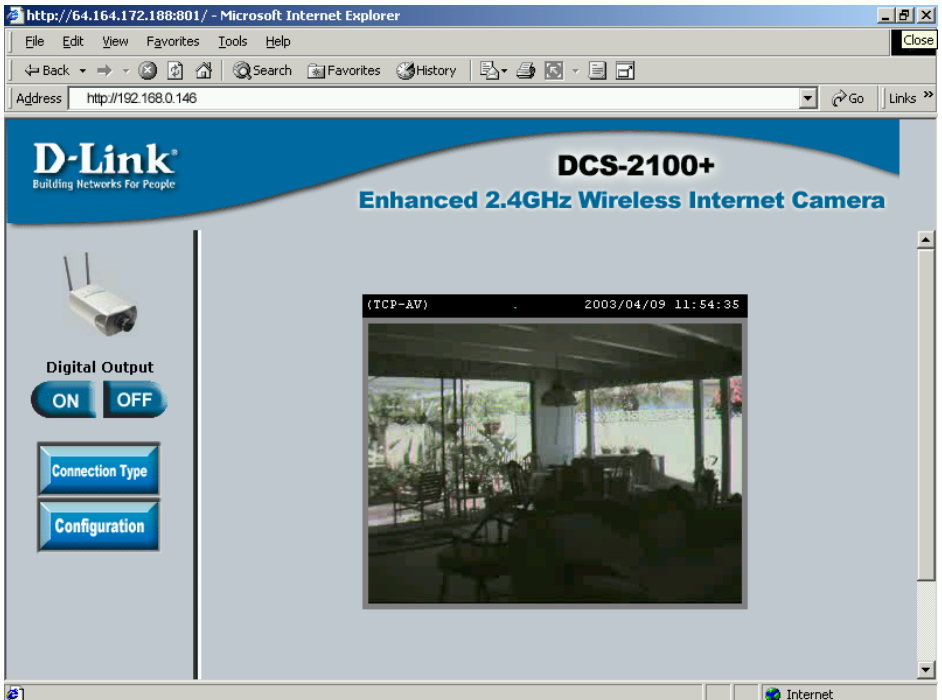 http://64.164.172.188:801/ - Microsoft Internet Explorer
File Edit View Favorites Tools Help
Close
Back Search Favorites History
Address http://192.168.0.146 Go Links »
D-Link®
Building Networks For People
DCS-2100+
Enhanced 2.4GHz Wireless Internet Camera
(TCP-AV) . 2003/04/09 11:54:35
Digital Output
ON OFF
Connection Type
Configuration
Internet